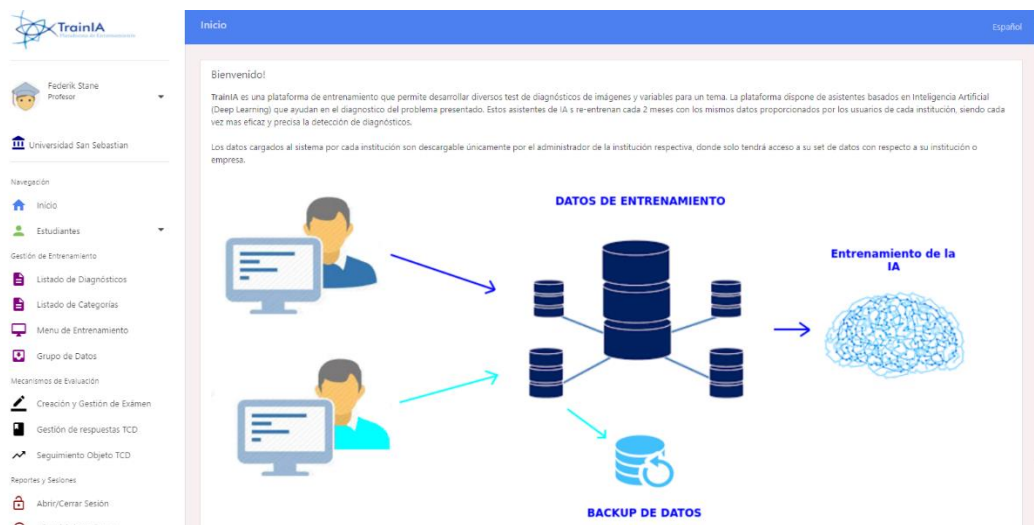 TrainIA
Plataforma de Entrenamiento
Federik Stane
Profesor
Universidad San Sebastian
Navegación
Inicio
Estudiantes
Gestión de Entrenamiento
Listado de Diagnósticos
Listado de Categorías
Menu de Entrenamiento
Grupo de Datos
Mecanismos de Evaluación
Creación y Gestión de Exámen
Gestión de respuestas TCD
Seguimiento Objeto TCD
Reportes y Sesiones
Abrir/Cerrar Sesión
Inicio
Español
Bienvenido!
TrainIA es una plataforma de entrenamiento que permite desarrollar diversos test de diagnósticos de imágenes y variables para un tema. La plataforma dispone de asistentes basados en Inteligencia Artificial
(Deep Learning) que ayudan en el diagnostico del problema presentado. Estos asistentes de IA s re-entrenan cada 2 meses con los mismos datos proporcionados por los usuarios de cada institución, siendo cada
vez mas eficaz y precisa la detección de diagnósticos.
Los datos cargados al sistema por cada institución son descargable únicamente por el administrador de la institución respectiva, donde solo tendrá acceso a su set de datos con respecto a su institución o
empresa.
DATOS DE ENTRENAMIENTO
Entrenamiento de la
IA
BACKUP DE DATOS